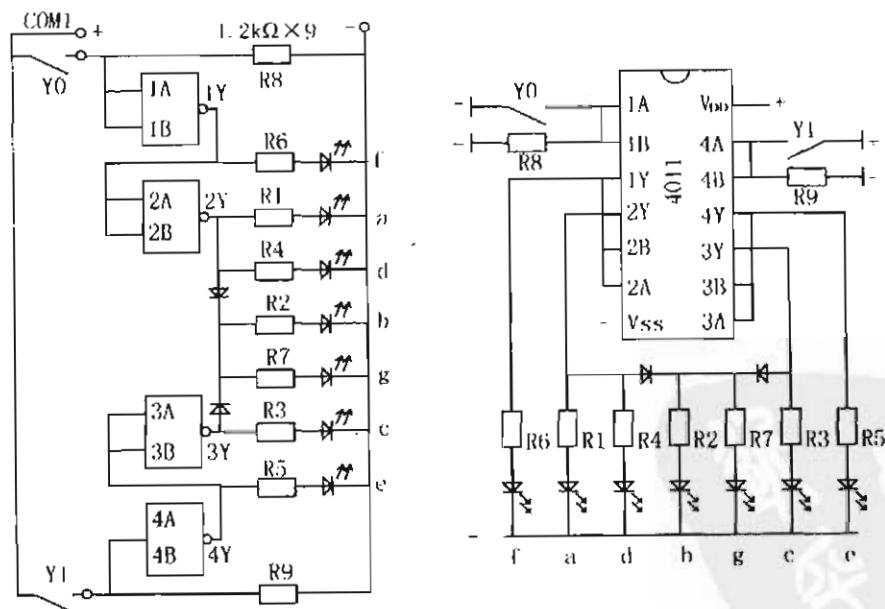 COM1 +
1.2kΩ×9 -
Y0
R8
1A 1Y
1B
R6 f
2A 2Y R1 a
2B
R4 d
R2 b
R7 g
3A R3 c
3B 3Y
R5 e
4A
4B 4Y
Y1 R9
- Y0 1A VDD +
- R8 1B 4A Y1 +
1Y 4B R9 -
2Y 4011 4Y
2B 3Y
2A 3B
- VSS 3A
R6 R1 R4 R2 R7 R3 R5
-
f a d b g c e